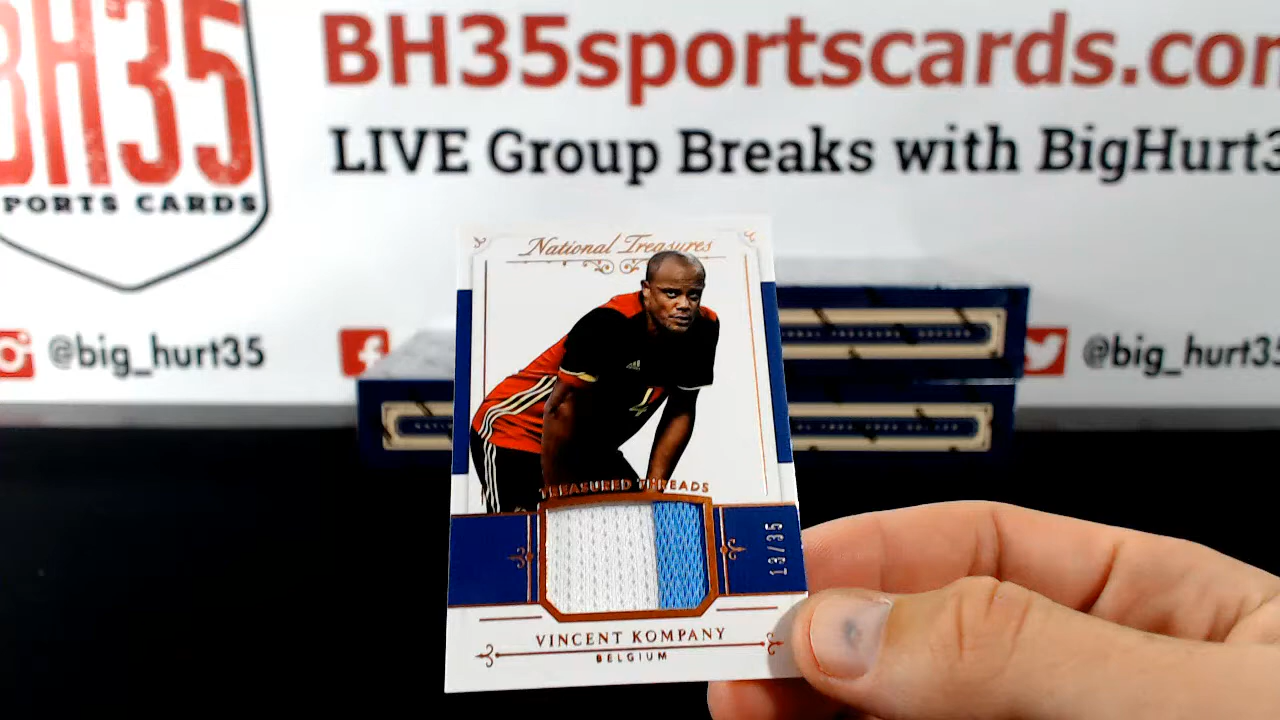 BH35
PORTS CARDS
BH35sportscards.com
LIVE Group Breaks with BigHurt3
@big_hurt35
@big_hurt35
National Treasures
TREASURED THREADS
13/35
VINCENT KOMPANY
BELGIUM